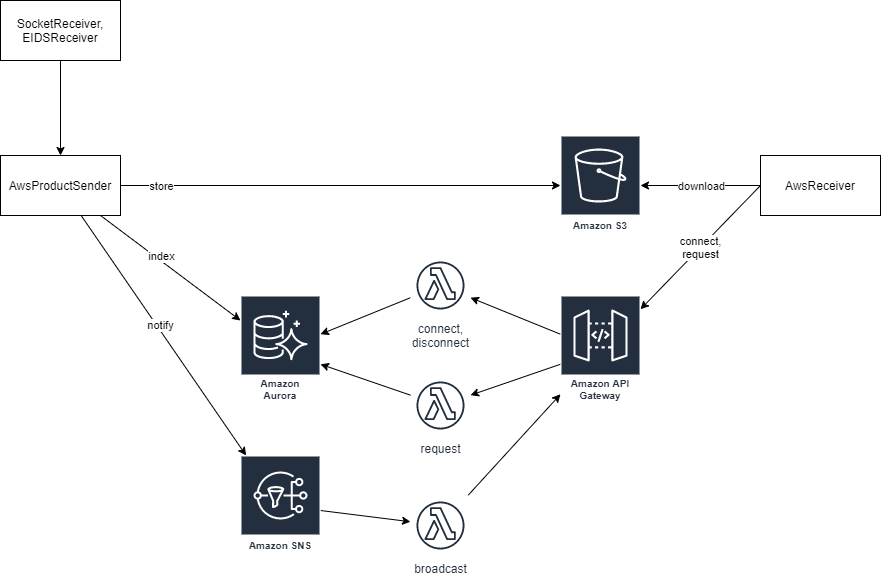 SocketReceiver,
EIDSReceiver
AwsProductSender
store
download
AwsReceiver
Amazon S3
connect,
request
index
notify
connect,
disconnect
Amazon
Aurora
Amazon API
Gateway
request
Amazon SNS
broadcast